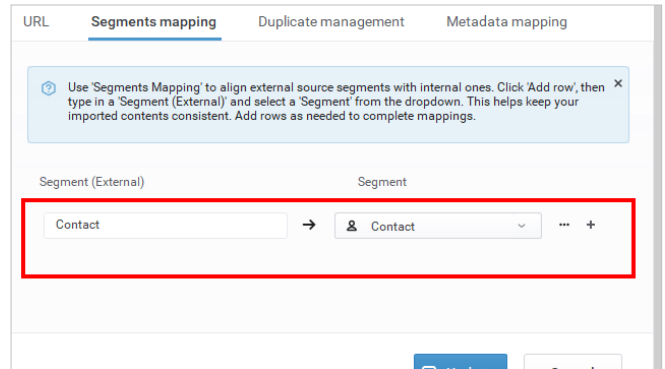 URL Segments mapping Duplicate management Metadata mapping
Use 'Segments Mapping' to align external source segments with internal ones. Click 'Add row', then
type in a 'Segment (External)' and select a 'Segment' from the dropdown. This helps keep your
imported contents consistent. Add rows as needed to complete mappings.
Segment (External) Segment
Contact → Contact ... +